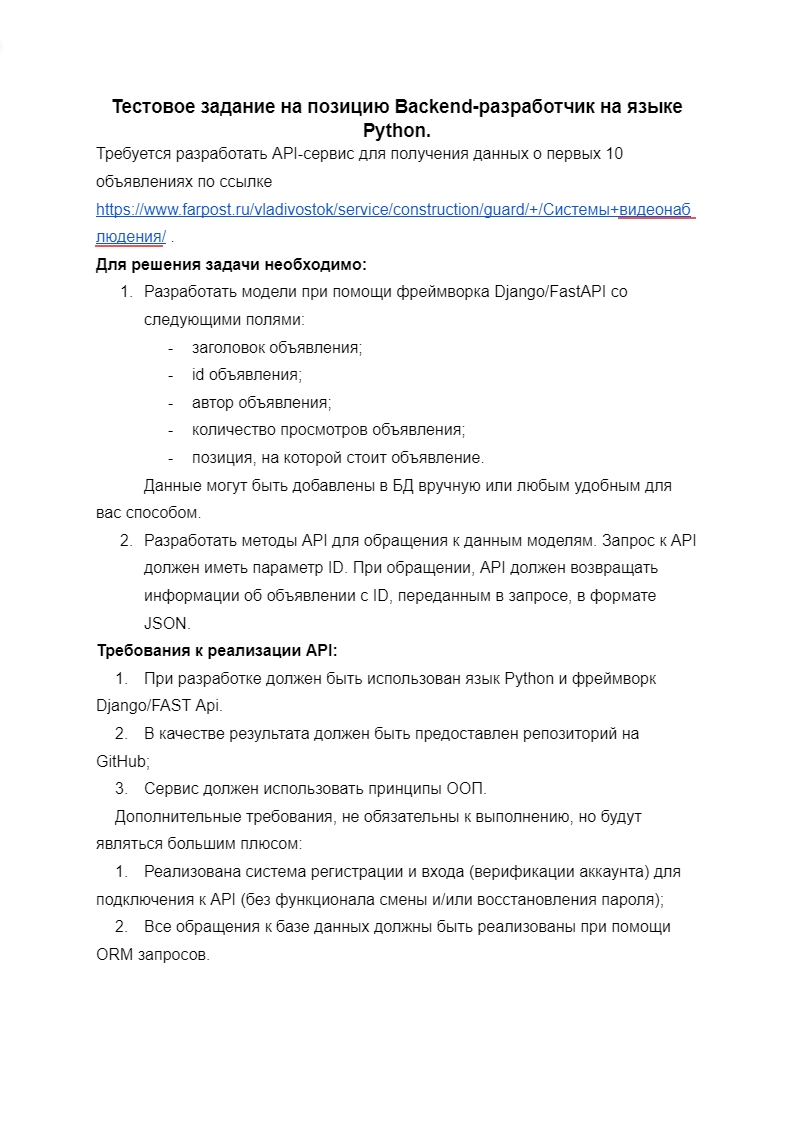 Тестовое задание на позицию Backend-разработчик на языке
Python.
Требуется разработать API-сервис для получения данных о первых 10
объявлениях по ссылке
https://www.farpost.ru/vladivostok/service/construction/guard/+/Системы+видеонаб
людения/ .
Для решения задачи необходимо:
1. Разработать модели при помощи фреймворка Django/FastAPI со
следующими полями:
- заголовок объявления;
- id объявления;
- автор объявления;
- количество просмотров объявления;
- позиция, на которой стоит объявление.
Данные могут быть добавлены в БД вручную или любым удобным для
вас способом.
2. Разработать методы API для обращения к данным моделям. Запрос к API
должен иметь параметр ID. При обращении, API должен возвращать
информации об объявлении с ID, переданным в запросе, в формате
JSON.
Требования к реализации API:
1. При разработке должен быть использован язык Python и фреймворк
Django/FAST Api.
2. В качестве результата должен быть предоставлен репозиторий на
GitHub;
3. Сервис должен использовать принципы ООП.
Дополнительные требования, не обязательны к выполнению, но будут
являться большим плюсом:
1. Реализована система регистрации и входа (верификации аккаунта) для
подключения к API (без функционала смены и/или восстановления пароля);
2. Все обращения к базе данных должны быть реализованы при помощи
ORM запросов.